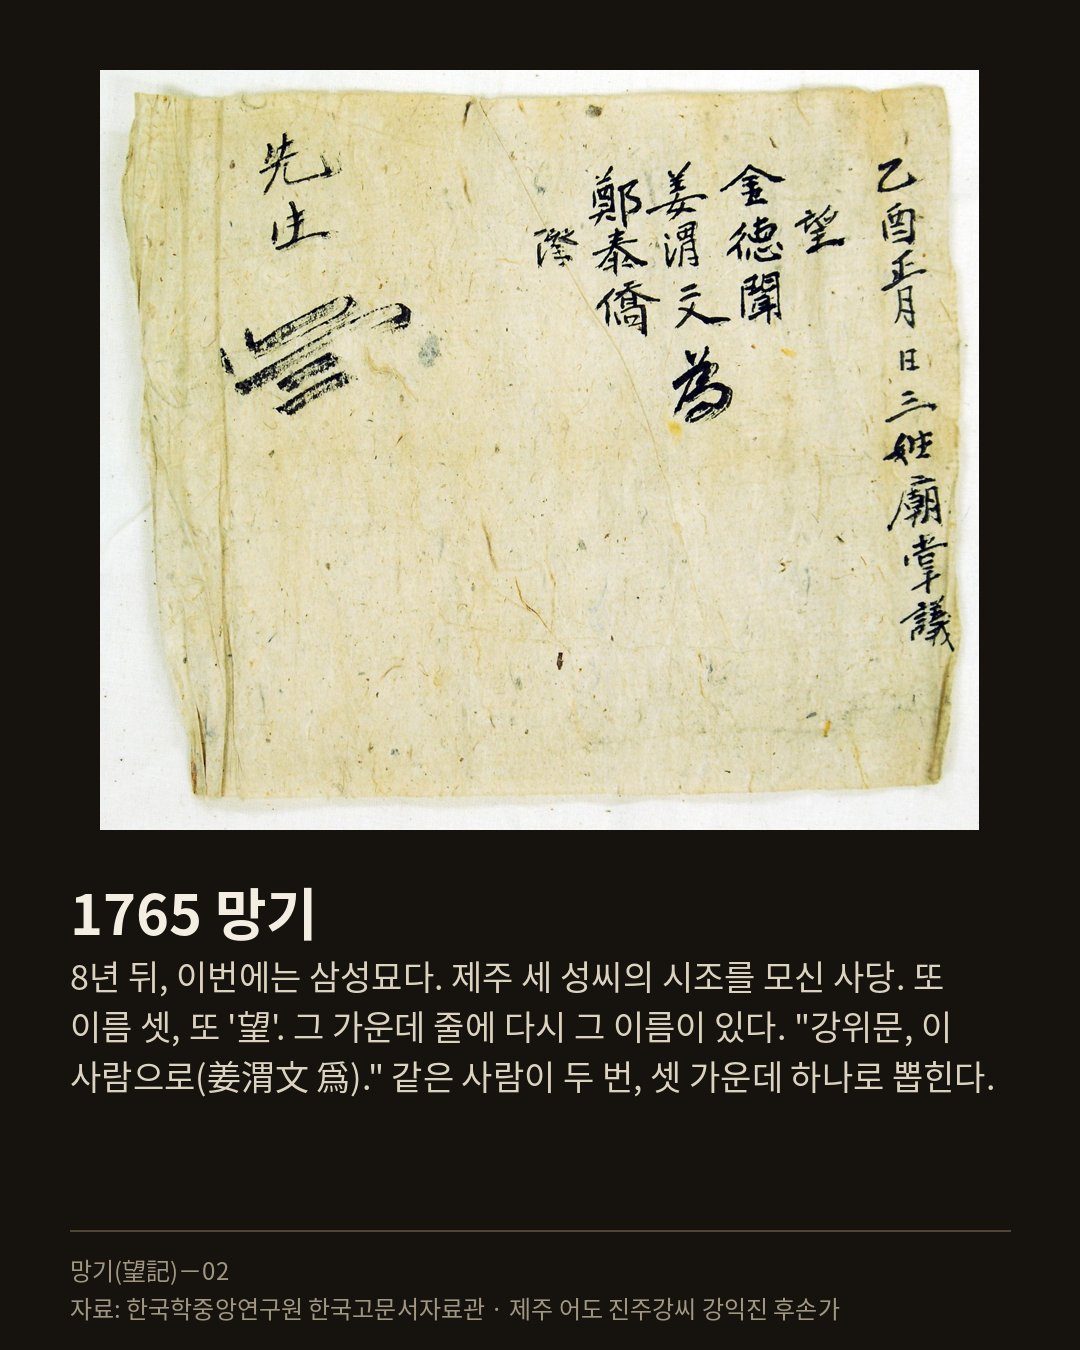 乙酉正月 日三姓廟掌議
望
金德聞
姜渭文 爲
鄭泰僑
際
先生
1765 망기
8년 뒤, 이번에는 삼성묘다. 제주 세 성씨의 시조를 모신 사당. 또
이름 셋, 또 '望'. 그 가운데 줄에 다시 그 이름이 있다. "강위문, 이
사람으로(姜渭文 爲)." 같은 사람이 두 번, 셋 가운데 하나로 뽑힌다.
망기(望記)—02
자료: 한국학중앙연구원 한국고문서자료관 · 제주 어도 진주강씨 강익진 후손가